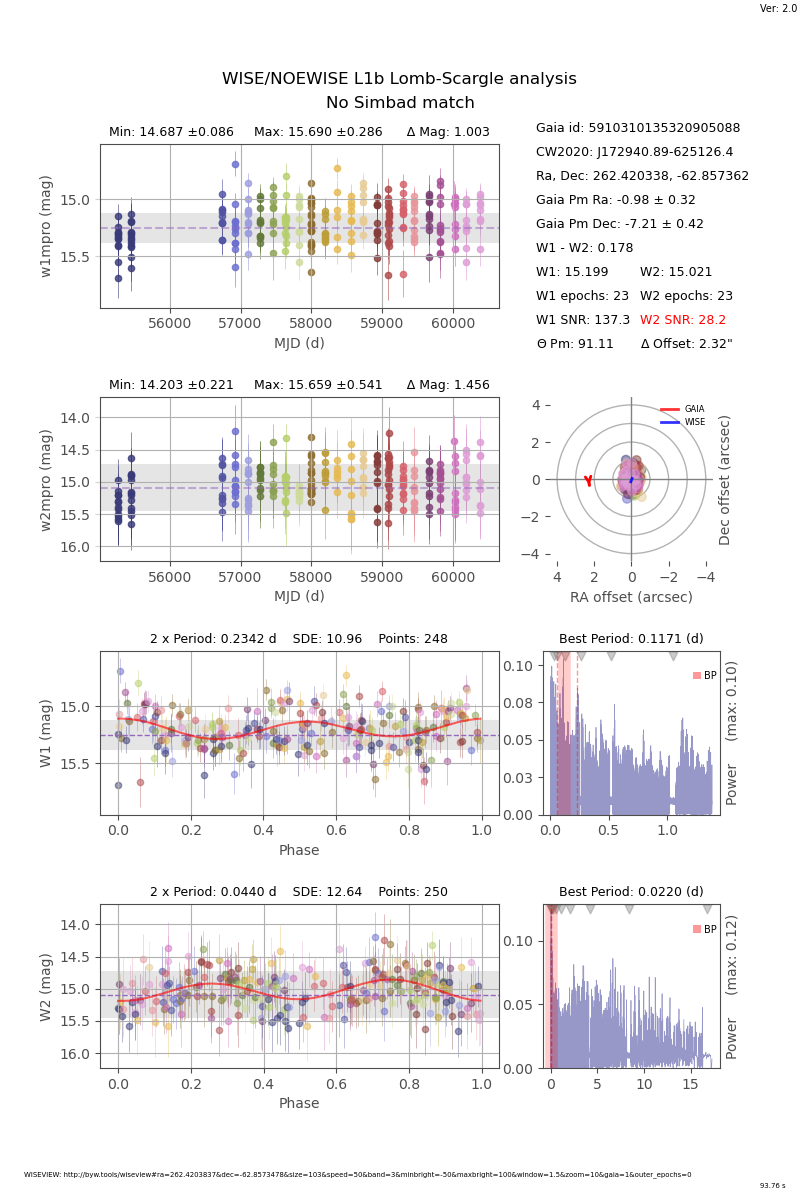 Ver: 2.0
WISE/NOEWISE L1b Lomb-Scargle analysis
No Simbad match
Min: 14.687 ±0.086 Max: 15.690 ±0.286 Δ Mag: 1.003
15.0
15.5
w1mpro (mag)
56000 57000 58000 59000 60000
MJD (d)
Gaia id: 5910310135320905088
CW2020: J172940.89-625126.4
Ra, Dec: 262.420338, -62.857362
Gaia Pm Ra: -0.98 ± 0.32
Gaia Pm Dec: -7.21 ± 0.42
W1 - W2: 0.178
W1: 15.199 W2: 15.021
W1 epochs: 23 W2 epochs: 23
W1 SNR: 137.3 W2 SNR: 28.2
Θ Pm: 91.11 Δ Offset: 2.32"
Min: 14.203 ±0.221 Max: 15.659 ±0.541 Δ Mag: 1.456
14.0
14.5
15.0
15.5
16.0
w2mpro (mag)
56000 57000 58000 59000 60000
MJD (d)
GAIA
WISE
4
2
0
−2
−4
4 2 0 −2 −4
RA offset (arcsec)
Dec offset (arcsec)
2 x Period: 0.2342 d SDE: 10.96 Points: 248
15.0
15.5
W1 (mag)
0.0 0.2 0.4 0.6 0.8 1.0
Phase
Best Period: 0.1171 (d)
BP
0.10
0.08
0.05
0.03
0.00
0.0 0.5 1.0
Power (max: 0.10)
2 x Period: 0.0440 d SDE: 12.64 Points: 250
14.0
14.5
15.0
15.5
16.0
W2 (mag)
0.0 0.2 0.4 0.6 0.8 1.0
Phase
Best Period: 0.0220 (d)
BP
0.10
0.05
0.00
0 5 10 15
Power (max: 0.12)
WISEVIEW: http://byw.tools/wiseview#ra=262.4203837&dec=-62.8573478&size=103&speed=50&band=3&minbright=-50&maxbright=100&window=1.5&zoom=10&gaia=1&outer_epochs=0
93.76 s